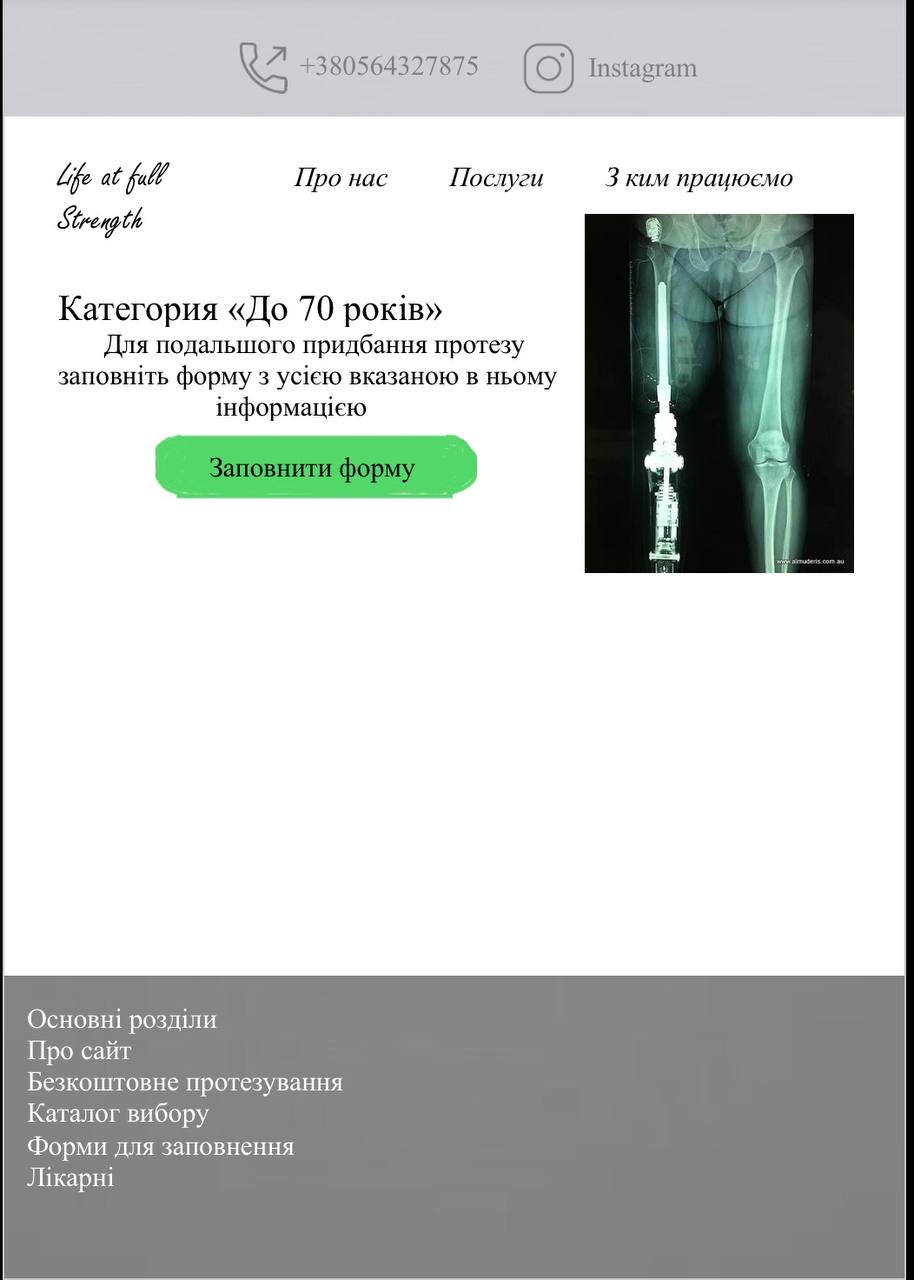 +380564327875 Instagram
Life at full
Strength
Про нас Послуги З ким працюємо
Категория «До 70 років»
Для подальшого придбання протезу
заповніть форму з усією вказаною в ньому
інформацією
Заповнити форму
www.almuderis.com.au
Основні розділи
Про сайт
Безкоштовне протезування
Каталог вибору
Форми для заповнення
Лікарні